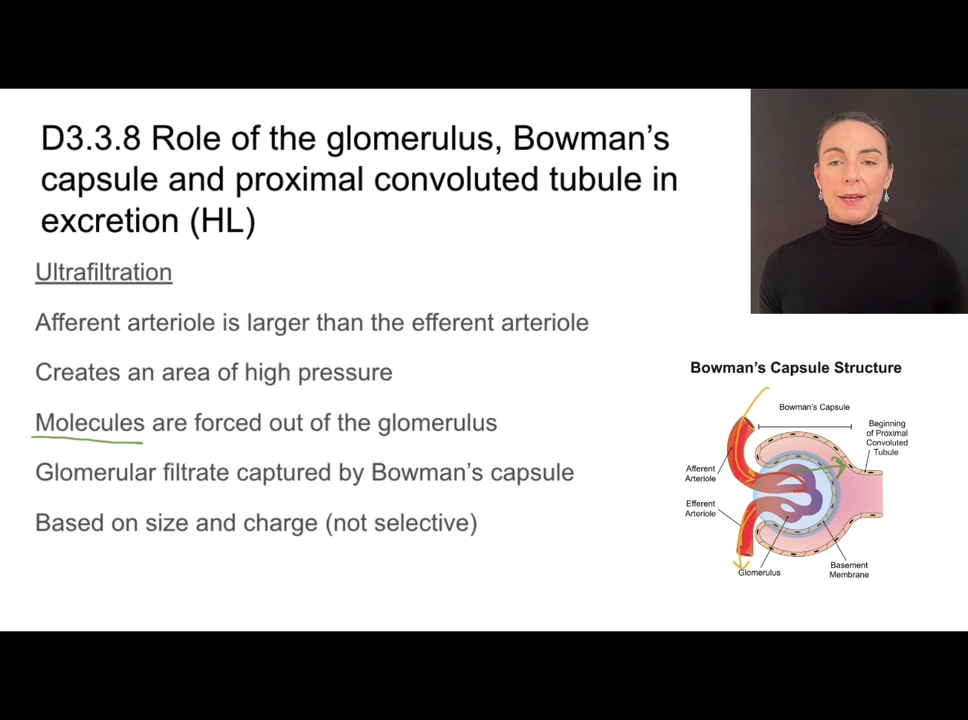 D3.3.8 Role of the glomerulus, Bowman's
capsule and proximal convoluted tubule in
excretion (HL)
Ultrafiltration
Afferent arteriole is larger than the efferent arteriole
Creates an area of high pressure
Molecules are forced out of the glomerulus
Glomerular filtrate captured by Bowman's capsule
Based on size and charge (not selective)
Bowman's Capsule Structure
Bowman's Capsule
Beginning
of Proximal
Convoluted
Tubule
Afferent
Arteriole
Efferent
Arteriole
Glomerulus
Basement
Membrane